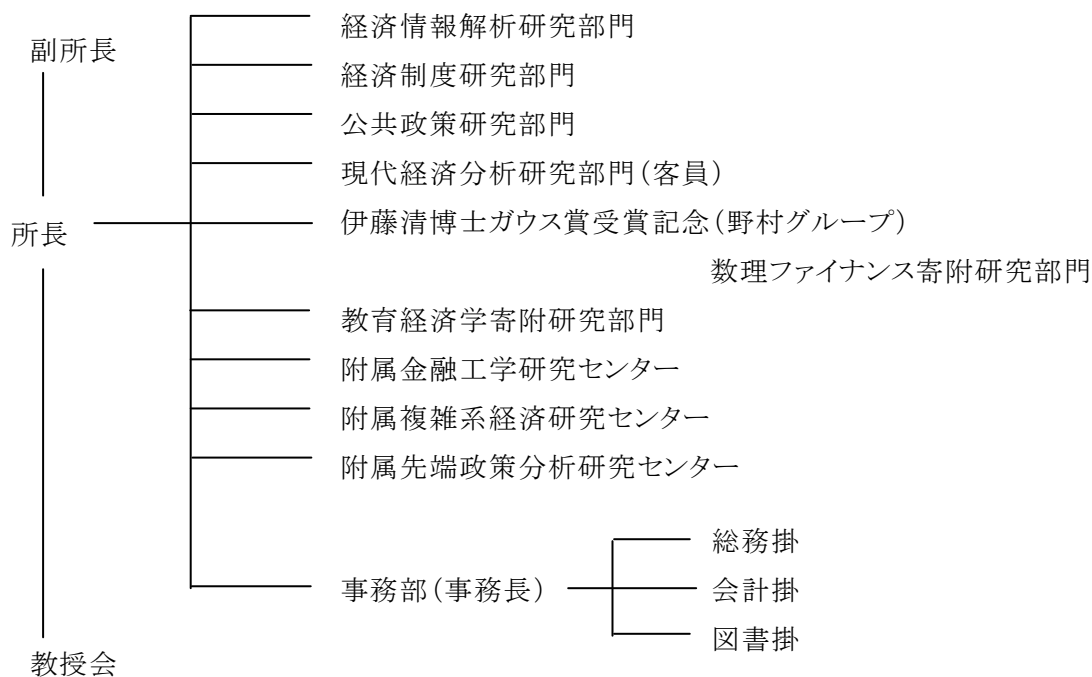 経済情報解析研究部門
副所長
経済制度研究部門
公共政策研究部門
現代経済分析研究部門(客員)
所長
伊藤清博士ガウス賞受賞記念(野村グループ)
数理ファイナンス寄附研究部門
教育経済学寄附研究部門
附属金融工学研究センター
附属複雑系経済研究センター
附属先端政策分析研究センター
事務部(事務長)
総務掛
会計掛
図書掛
教授会